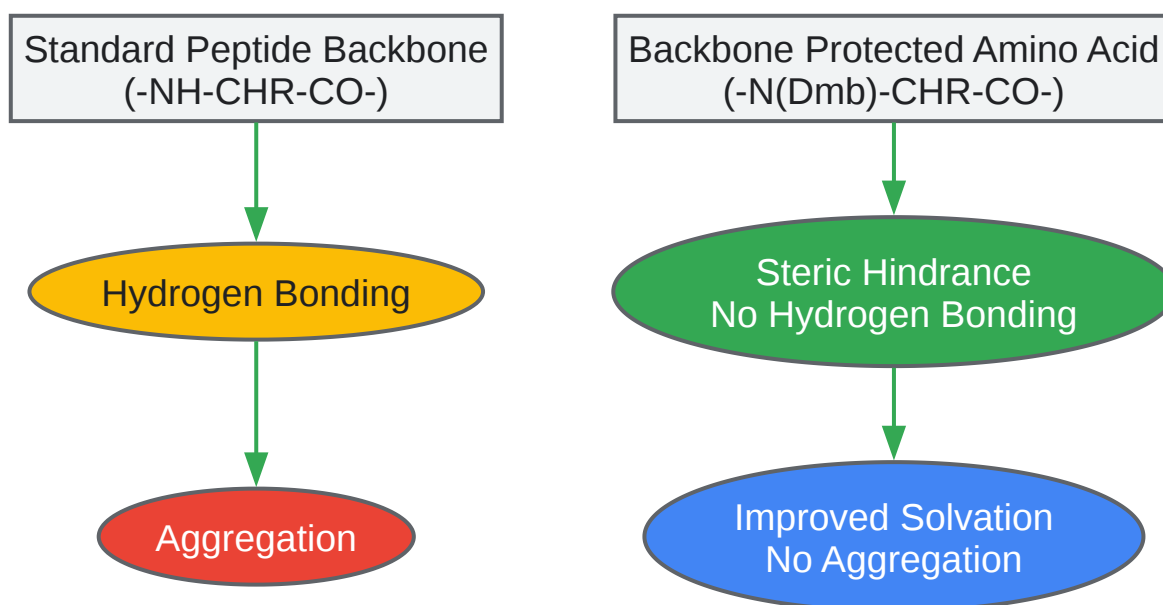 Standard Peptide Backbone
(-NH-CHR-CO-)
Hydrogen Bonding
Aggregation
Backbone Protected Amino Acid
(-N(Dmb)-CHR-CO-)
Steric Hindrance
No Hydrogen Bonding
Improved Solvation
No Aggregation